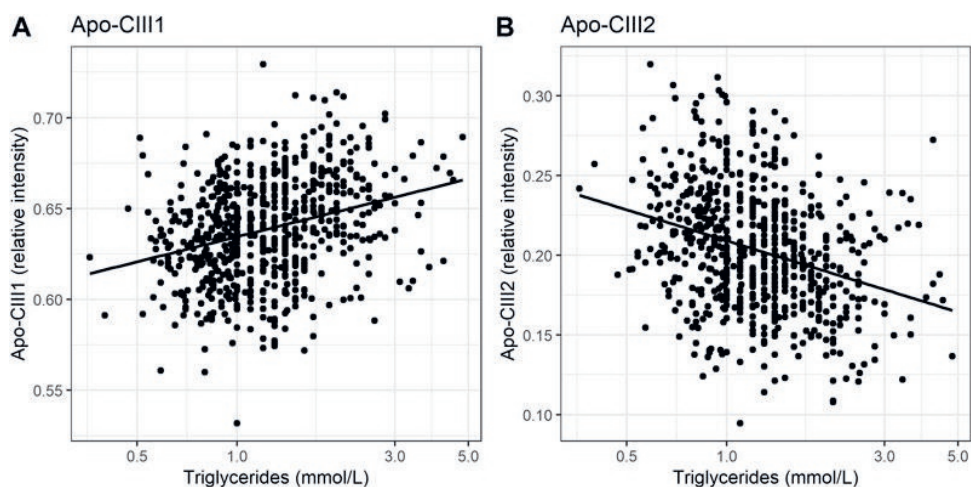 A Apo-CIII1
Apo-CIII1 (relative intensity)
0.70
0.65
0.60
0.55
0.5 1.0 3.0 5.0
Triglycerides (mmol/L)
B Apo-CIII2
Apo-CIII2 (relative intensity)
0.30
0.25
0.20
0.15
0.10
0.5 1.0 3.0 5.0
Triglycerides (mmol/L)